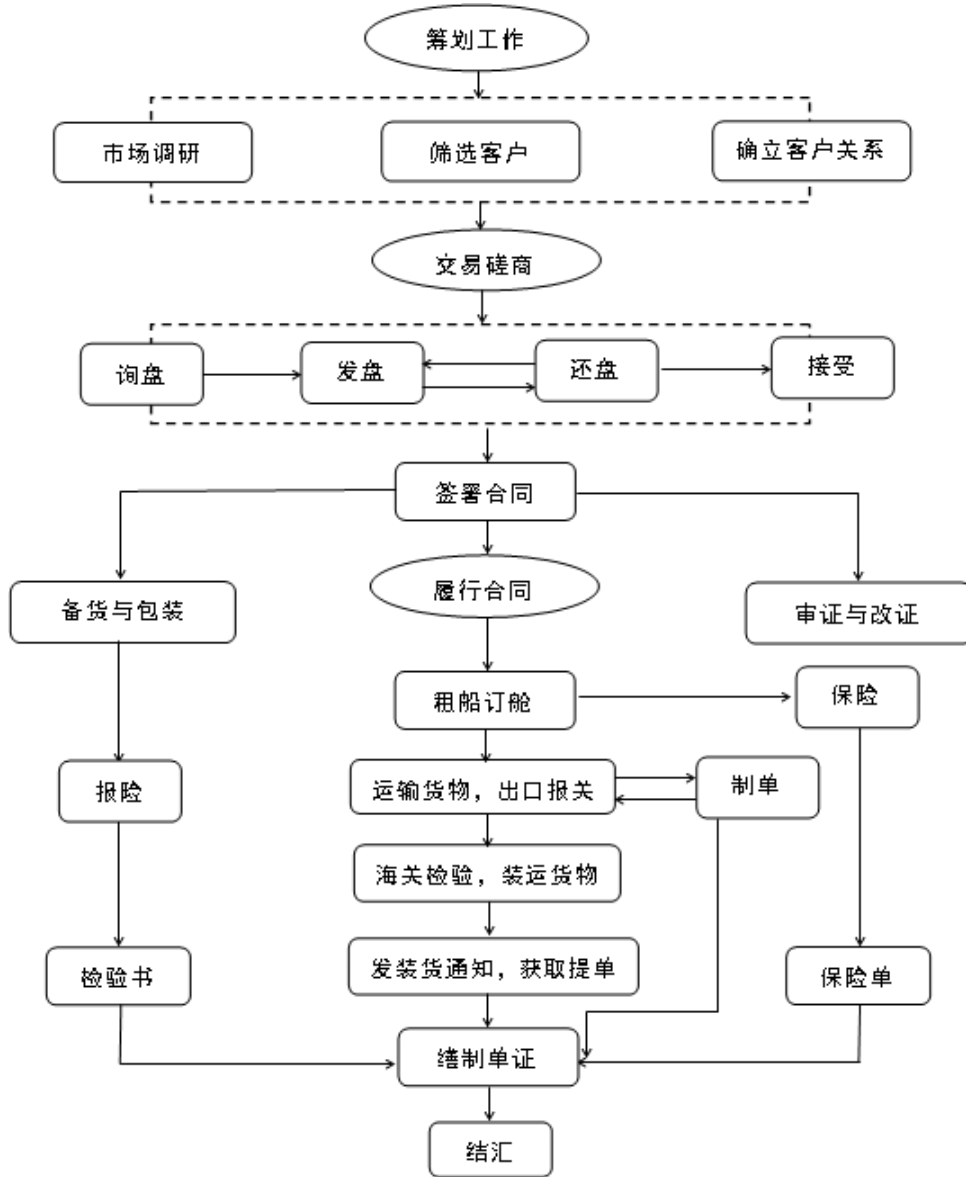 筹划工作
市场调研
筛选客户
确立客户关系
交易磋商
询盘
发盘
还盘
接受
签署合同
备货与包装
履行合同
审证与改证
租船订舱
保险
报险
运输货物，出口报关
制单
海关检验，装运货物
检验书
发装货通知，获取提单
保险单
缮制单证
结汇